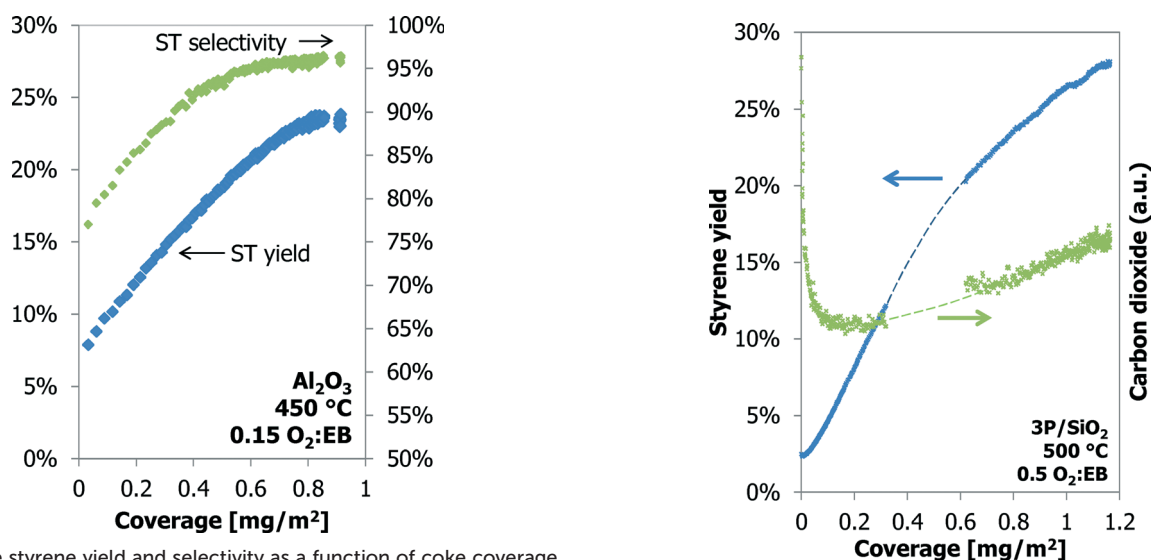 30%
25%
20%
15%
10%
5%
0%
100%
95%
90%
85%
80%
75%
70%
65%
60%
55%
50%
ST selectivity
ST yield
Al₂O₃
450 °C
0.15 O₂:EB
0 0.2 0.4 0.6 0.8 1
Coverage [mg/m²]
styrene yield and selectivity as a function of coke coverage
Styrene yield
30%
25%
20%
15%
10%
5%
0%
Carbon dioxide (a.u.)
3P/SiO₂
500 °C
0.5 O₂:EB
0 0.2 0.4 0.6 0.8 1 1.2
Coverage [mg/m²]